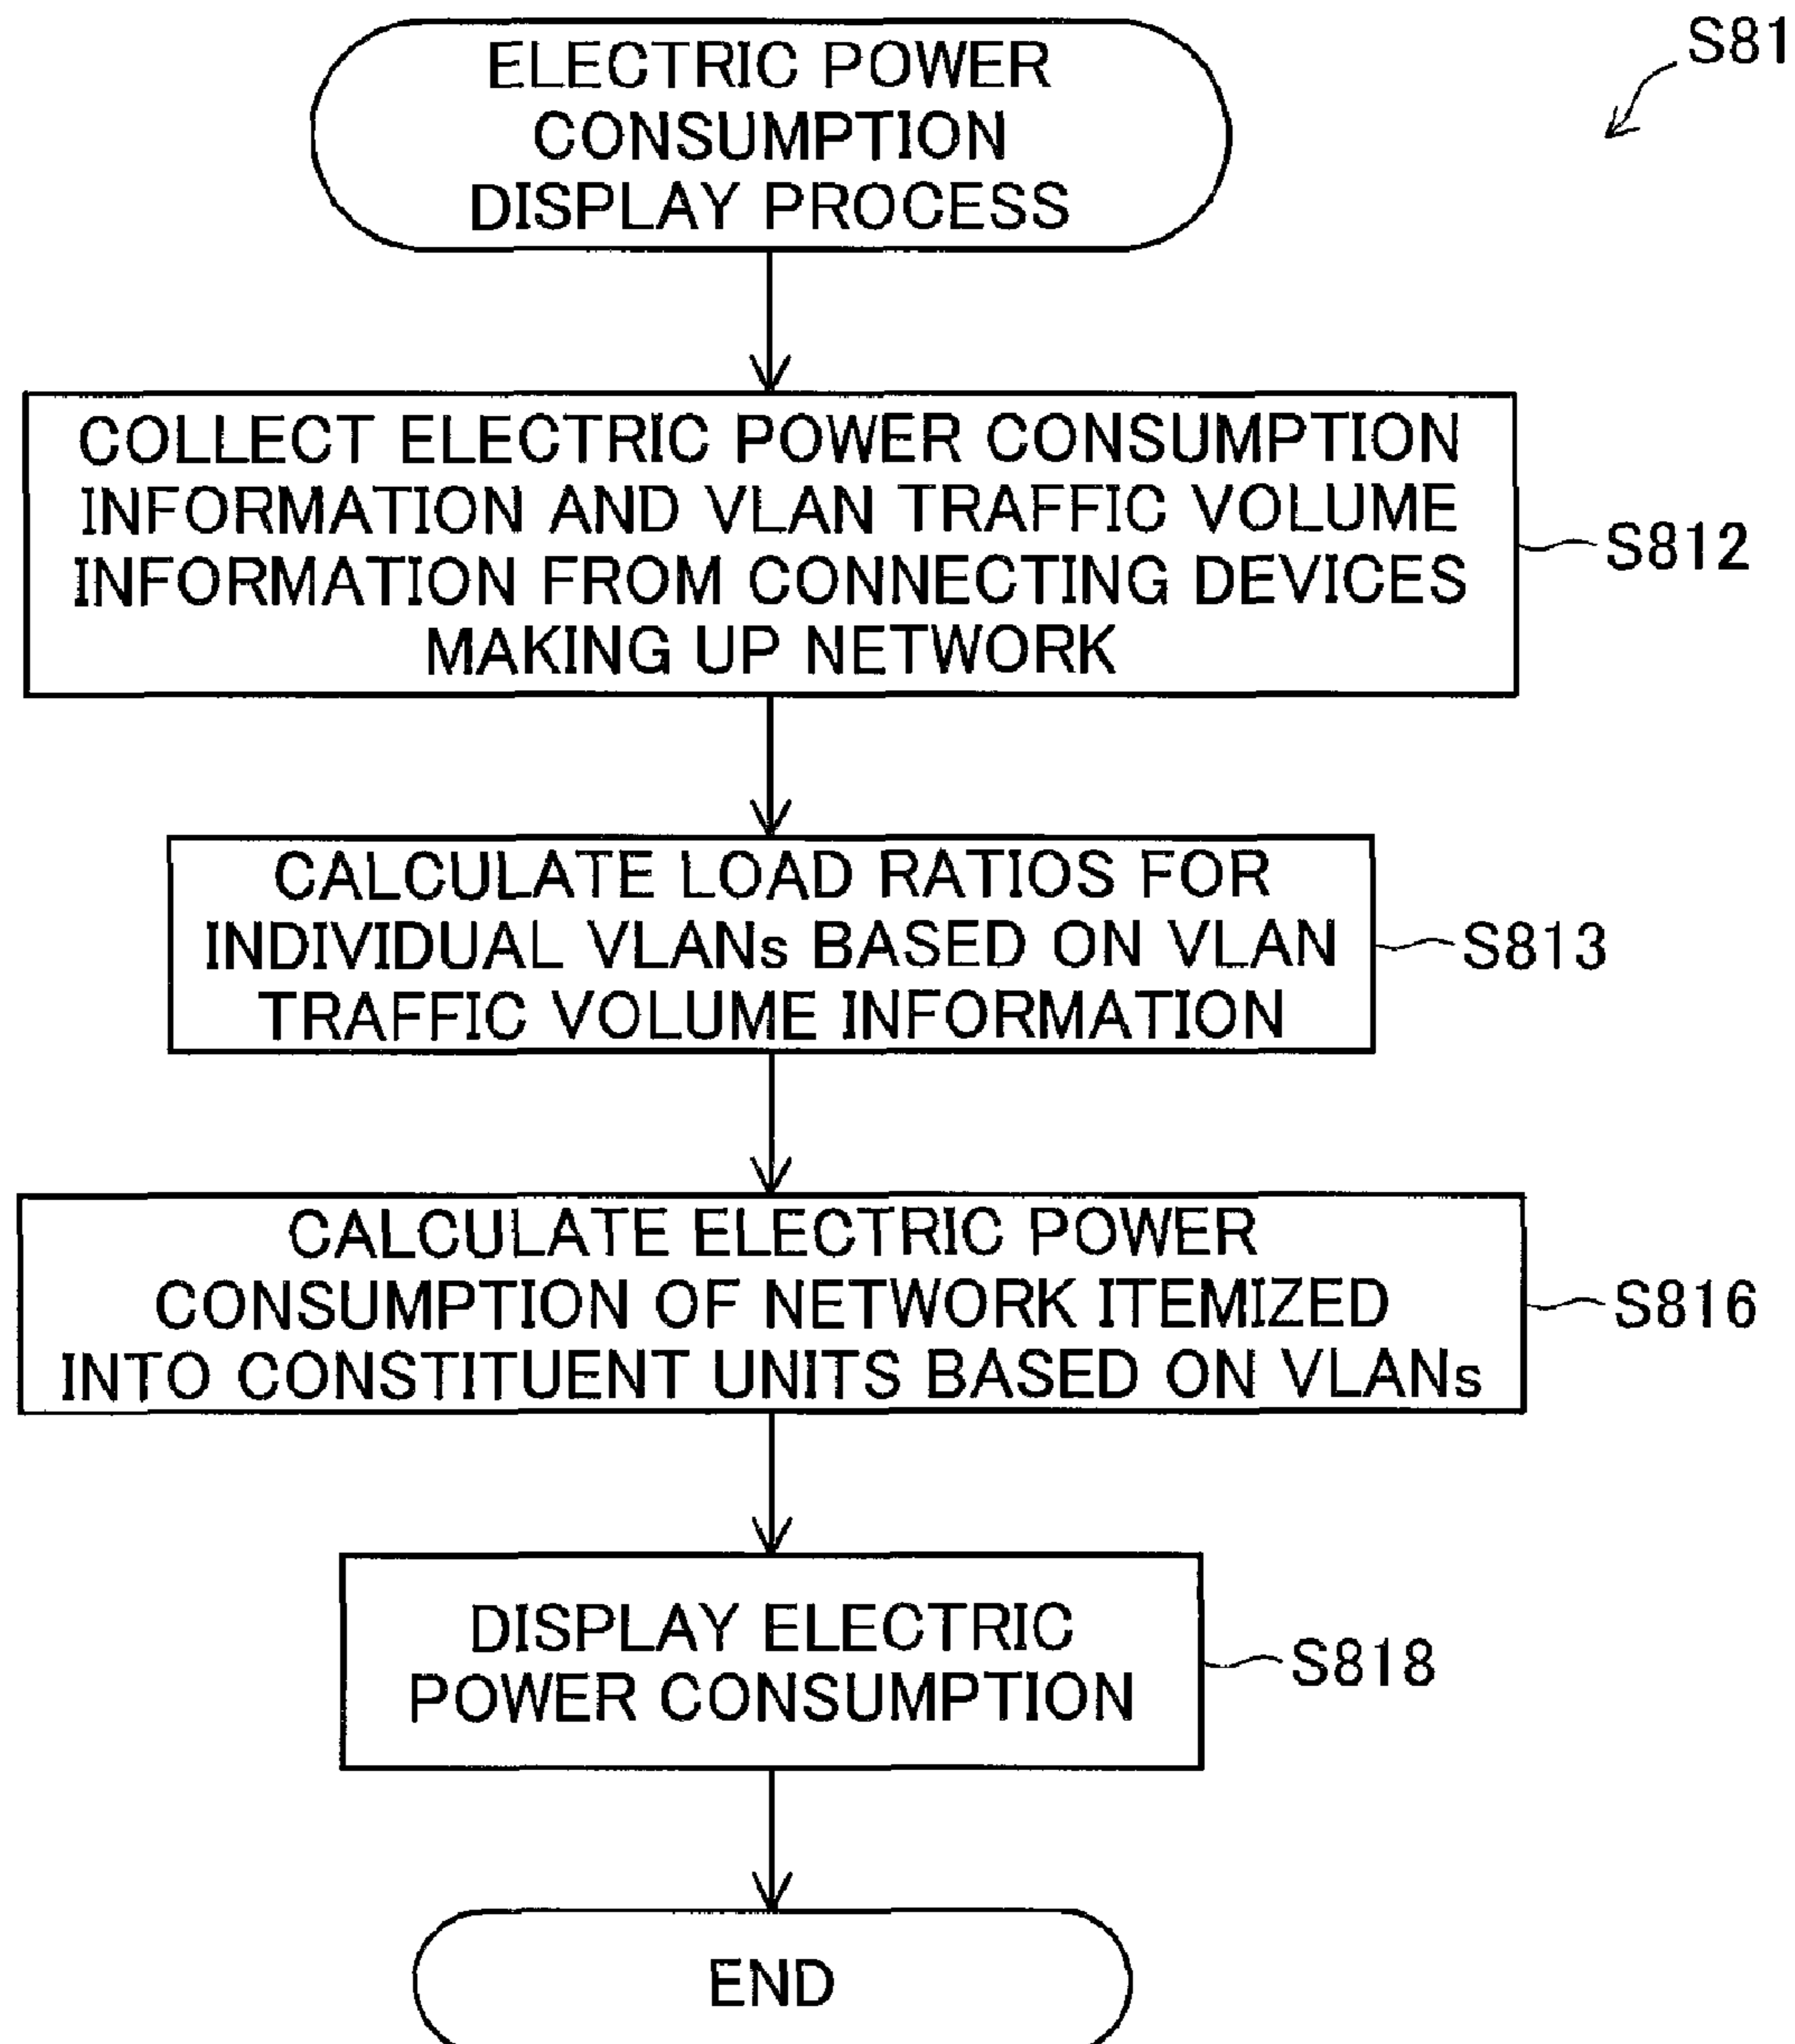 S81
ELECTRIC POWER
CONSUMPTION
DISPLAY PROCESS
COLLECT ELECTRIC POWER CONSUMPTION
INFORMATION AND VLAN TRAFFIC VOLUME
INFORMATION FROM CONNECTING DEVICES
MAKING UP NETWORK
S812
CALCULATE LOAD RATIOS FOR
INDIVIDUAL VLANs BASED ON VLAN
TRAFFIC VOLUME INFORMATION
S813
CALCULATE ELECTRIC POWER
CONSUMPTION OF NETWORK ITEMIZED
INTO CONSTITUENT UNITS BASED ON VLANs
S816
DISPLAY ELECTRIC
POWER CONSUMPTION
S818
END